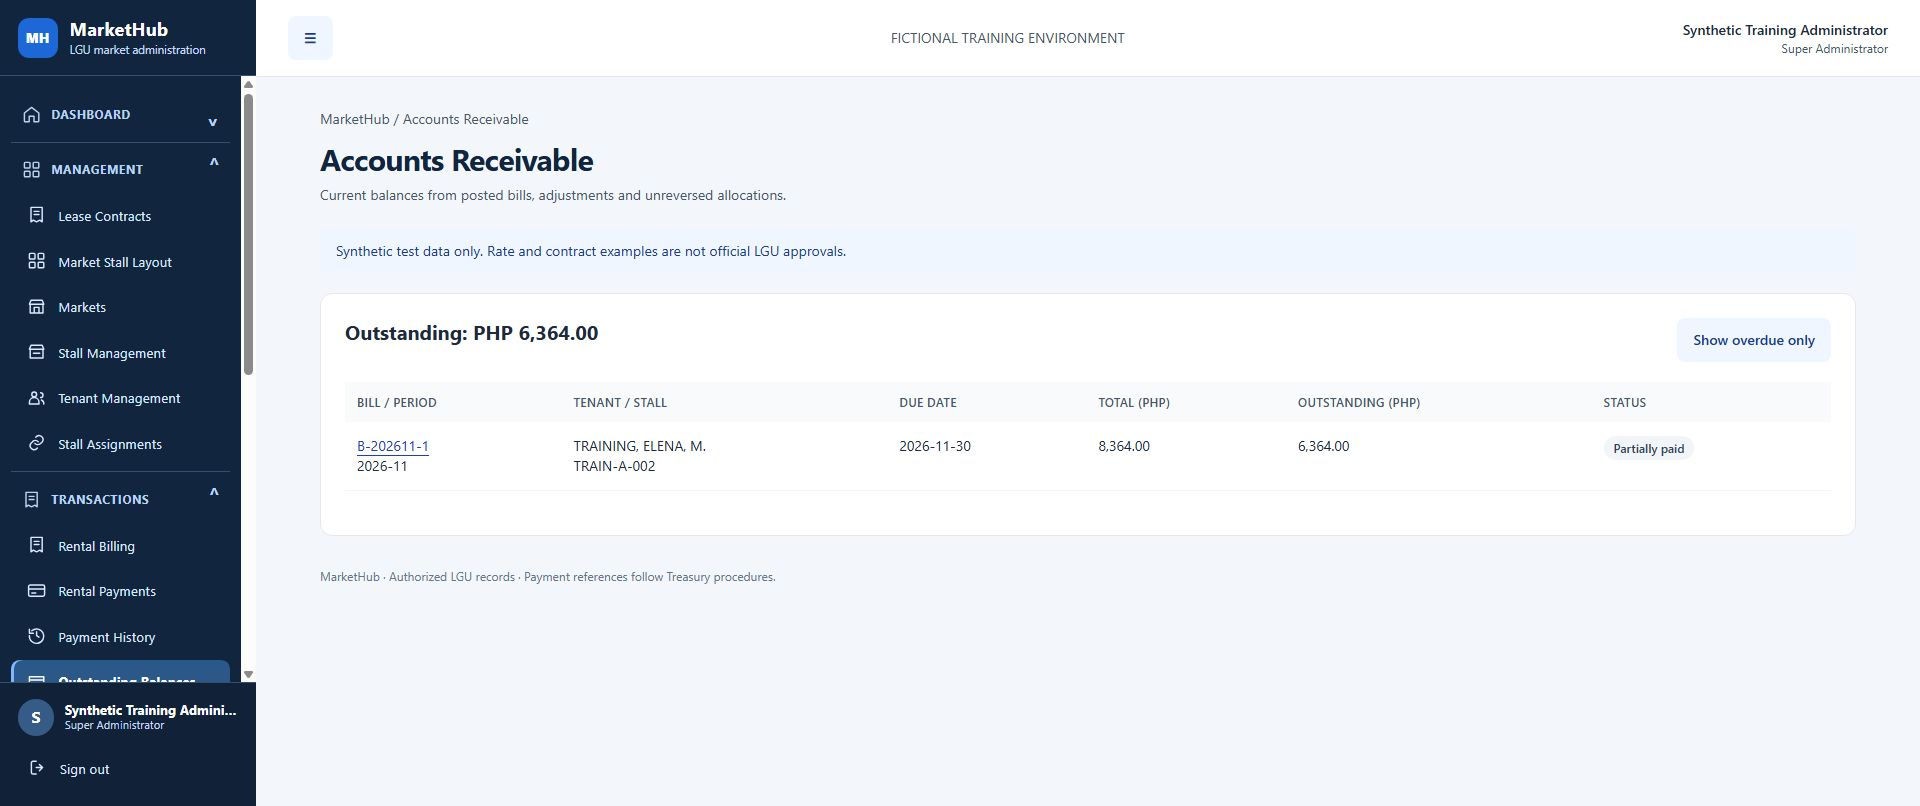 MH
MarketHub
LGU market administration
DASHBOARD
MANAGEMENT
Lease Contracts
Market Stall Layout
Markets
Stall Management
Tenant Management
Stall Assignments
TRANSACTIONS
Rental Billing
Rental Payments
Payment History
Outstanding Balances
S
Synthetic Training Admini...
Super Administrator
Sign out
FICTIONAL TRAINING ENVIRONMENT
Synthetic Training Administrator
Super Administrator
MarketHub / Accounts Receivable
Accounts Receivable
Current balances from posted bills, adjustments and unreversed allocations.
Synthetic test data only. Rate and contract examples are not official LGU approvals.
Outstanding: PHP 6,364.00
Show overdue only
BILL / PERIOD TENANT / STALL DUE DATE TOTAL (PHP) OUTSTANDING (PHP) STATUS
B-202611-1 TRAINING, ELENA, M. 2026-11-30 8,364.00 6,364.00 Partially paid
2026-11 TRAIN-A-002
MarketHub · Authorized LGU records · Payment references follow Treasury procedures.